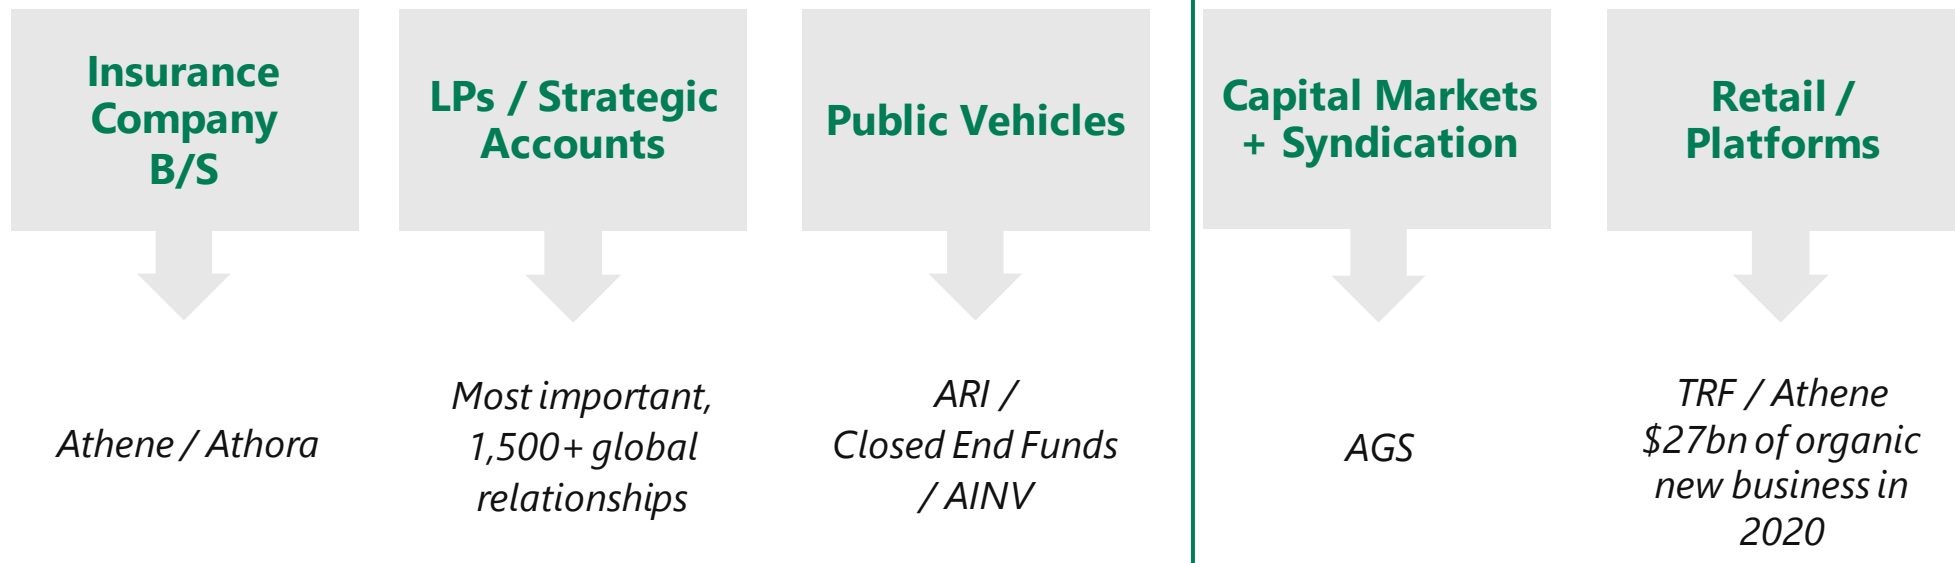 Insurance
Company
B/S
LPs / Strategic
Accounts
Public Vehicles
Capital Markets
+ Syndication
Retail /
Platforms
Athene / Athora
Most important,
1,500+ global
relationships
ARI /
Closed End Funds
/ AINV
AGS
TRF / Athene
$27bn of organic
new business in
2020